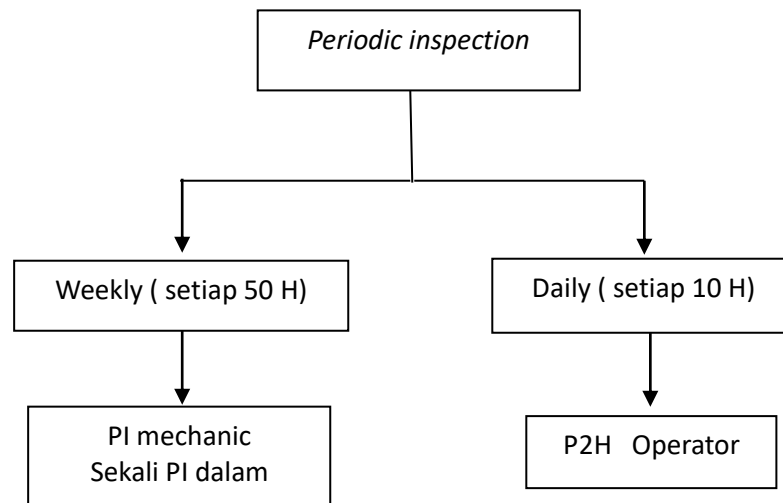 Periodic inspection
Weekly ( setiap 50 H)
Daily ( setiap 10 H)
PI mechanic
Sekali PI dalam
P2H Operator